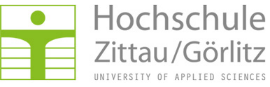 Hochschule
Zittau/Görlitz
UNIVERSITY OF APPLIED SCIENCES